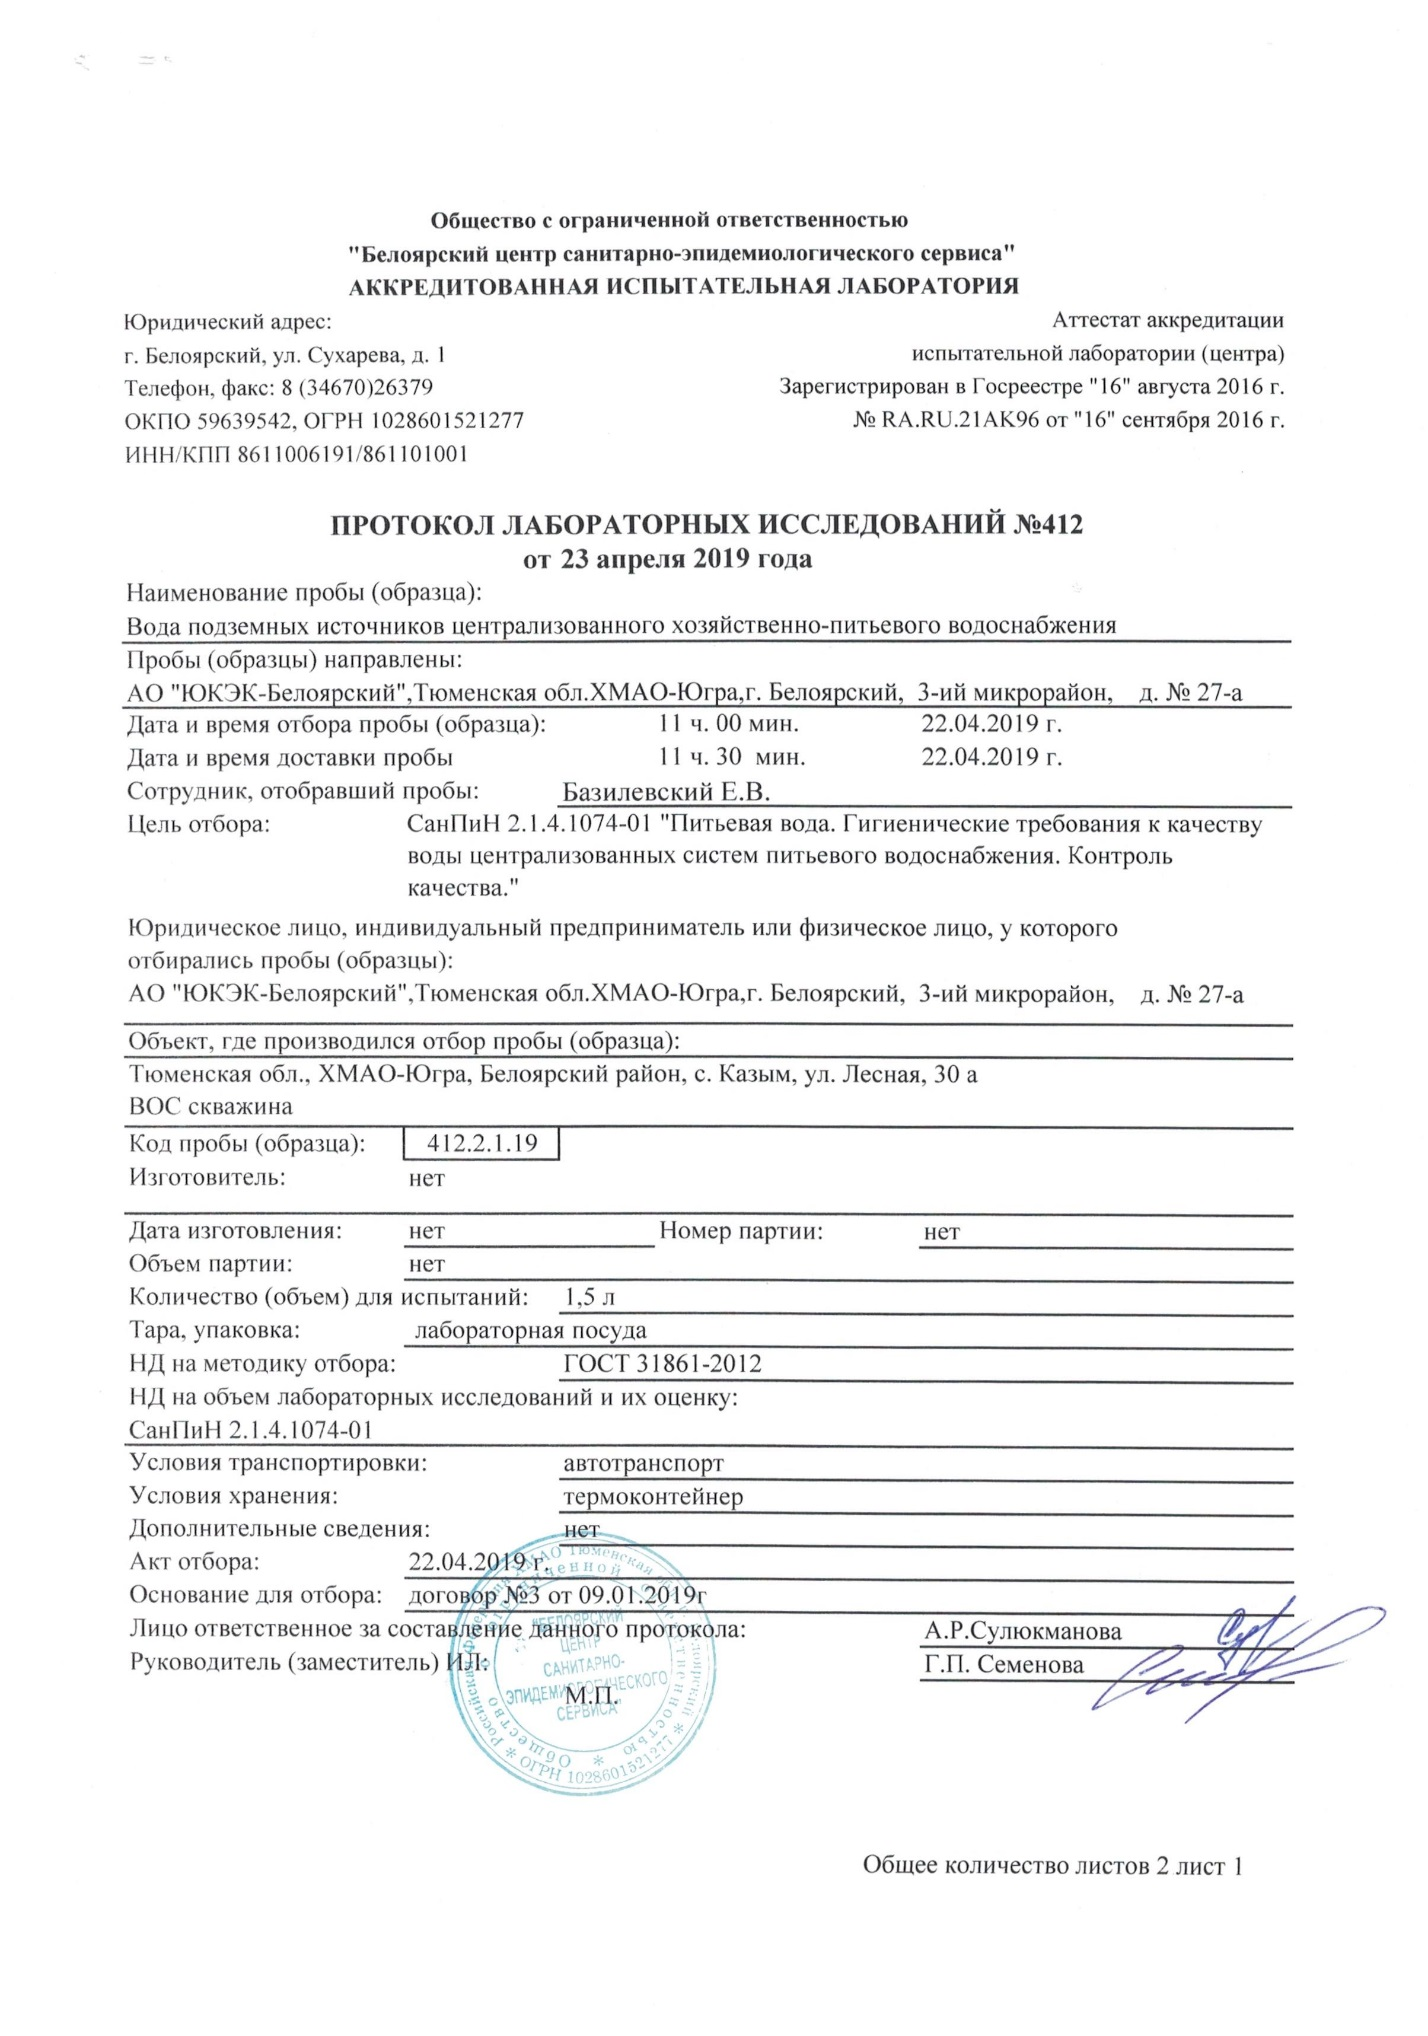 Общество с ограниченной ответственностью
"Белоярский центр санитарно-эпидемиологического сервиса"
АККРЕДИТОВАННАЯ ИСПЫТАТЕЛЬНАЯ ЛАБОРАТОРИЯ
Юридический адрес: Аттестат аккредитации
г. Белоярский, ул. Сухарева, д. 1 испытательной лаборатории (центра)
Телефон, факс: 8 (34670)26379 Зарегистрирован в Госреестре "16" августа 2016 г.
ОКПО 59639542, ОГРН 1028601521277 № RA.RU.21АК96 от "16" сентября 2016 г.
ИНН/КПП 8611006191/861101001
ПРОТОКОЛ ЛАБОРАТОРНЫХ ИССЛЕДОВАНИЙ №412
от 23 апреля 2019 года
Наименование пробы (образца):
Вода подземных источников централизованного хозяйственно-питьевого водоснабжения
Пробы (образцы) направлены:
АО "ЮКЭК-Белоярский",Тюменская обл.ХМАО-Югра,г. Белоярский, 3-ий микрорайон, д. № 27-а
Дата и время отбора пробы (образца): 11 ч. 00 мин. 22.04.2019 г.
Дата и время доставки пробы 11 ч. 30 мин. 22.04.2019 г.
Сотрудник, отобравший пробы: Базилевский Е.В.
Цель отбора: СанПиН 2.1.4.1074-01 "Питьевая вода. Гигиенические требования к качеству
воды централизованных систем питьевого водоснабжения. Контроль
качества."
Юридическое лицо, индивидуальный предприниматель или физическое лицо, у которого
отбирались пробы (образцы):
АО "ЮКЭК-Белоярский",Тюменская обл.ХМАО-Югра,г. Белоярский, 3-ий микрорайон, д. № 27-а
Объект, где производился отбор пробы (образца):
Тюменская обл., ХМАО-Югра, Белоярский район, с. Казым, ул. Лесная, 30 а
ВОС скважина
Код пробы (образца): 412.2.1.19
Изготовитель: нет
Дата изготовления: нет Номер партии: нет
Объем партии: нет
Количество (объем) для испытаний: 1,5 л
Тара, упаковка: лабораторная посуда
НД на методику отбора: ГОСТ 31861-2012
НД на объем лабораторных исследований и их оценку:
СанПиН 2.1.4.1074-01
Условия транспортировки: автотранспорт
Условия хранения: термоконтейнер
Дополнительные сведения: нет
Акт отбора: 22.04.2019 г.
Основание для отбора: договор №3 от 09.01.2019г
Лицо ответственное за составление данного протокола: А.Р.Сулюкманова
Руководитель (заместитель) ИЛ: Г.П. Семенова
М.П.
"БЕЛОЯРСКИЙ
ЦЕНТР
САНИТАРНО-
ЭПИДЕМИОЛОГИЧЕСКОГО
СЕРВИСА"
Общество с ограниченной ответственностью
Российская Федерация ХМАО Тюменская
ОГРН 1028601521277
Общее количество листов 2 лист 1